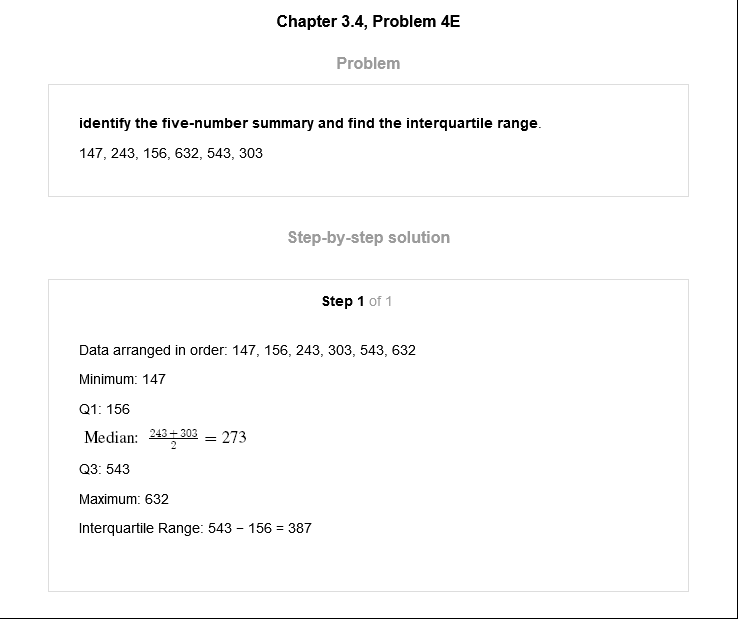 Chapter 3.4, Problem 4E
Problem
identify the five-number summary and find the interquartile range.
147, 243, 156, 632, 543, 303
Step-by-step solution
Step 1 of 1
Data arranged in order: 147, 156, 243, 303, 543, 632
Minimum: 147
Q1: 156
Median: \frac{243+303}{2} = 273
Q3: 543
Maximum: 632
Interquartile Range: 543 − 156 = 387